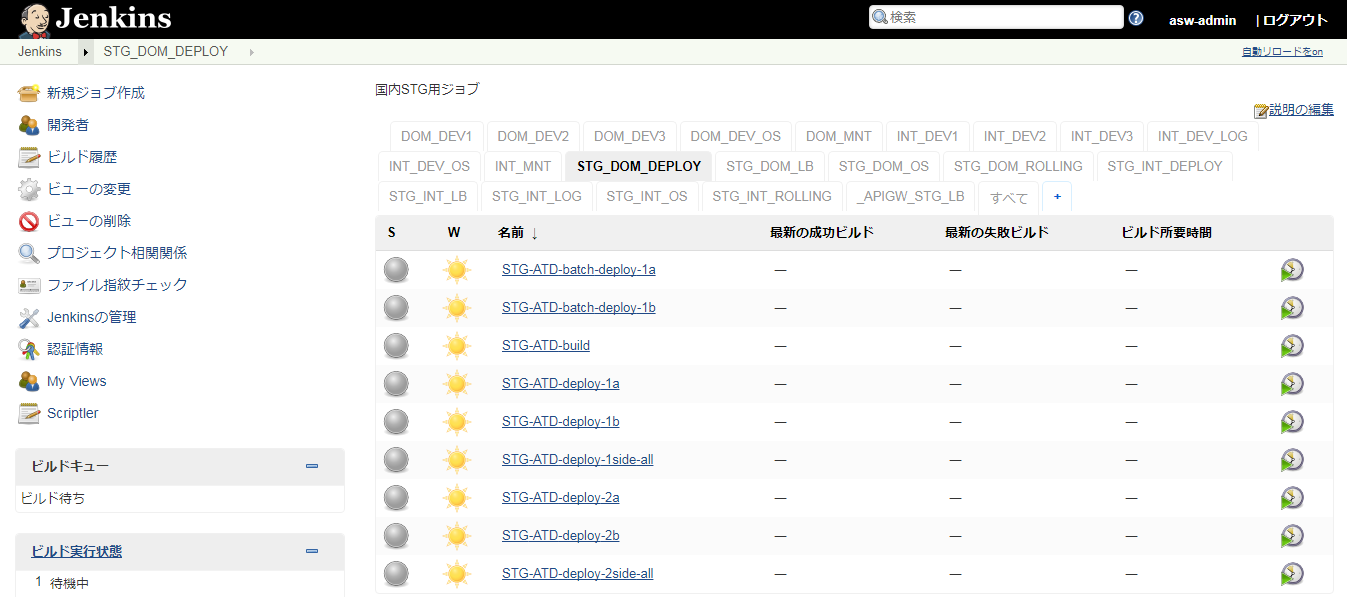 Jenkins
検索
asw-admin
| ログアウト
Jenkins
STG_DOM_DEPLOY
自動リロードをon
新規ジョブ作成
開発者
ビルド履歴
ビューの変更
ビューの削除
プロジェクト相関関係
ファイル指紋チェック
Jenkinsの管理
認証情報
My Views
Scriptler
ビルドキュー
ビルド待ち
ビルド実行状態
1 待機中
国内STG用ジョブ
説明の編集
DOM_DEV1 DOM_DEV2 DOM_DEV3 DOM_DEV_OS DOM_MNT INT_DEV1 INT_DEV2 INT_DEV3 INT_DEV_LOG
INT_DEV_OS INT_MNT STG_DOM_DEPLOY STG_DOM_LB STG_DOM_OS STG_DOM_ROLLING STG_INT_DEPLOY
STG_INT_LB STG_INT_LOG STG_INT_OS STG_INT_ROLLING _APIGW_STG_LB すべて +
S W 名前 ↓ 最新の成功ビルド 最新の失敗ビルド ビルド所要時間
STG-ATD-batch-deploy-1a — — —
STG-ATD-batch-deploy-1b — — —
STG-ATD-build — — —
STG-ATD-deploy-1a — — —
STG-ATD-deploy-1b — — —
STG-ATD-deploy-1side-all — — —
STG-ATD-deploy-2a — — —
STG-ATD-deploy-2b — — —
STG-ATD-deploy-2side-all — — —